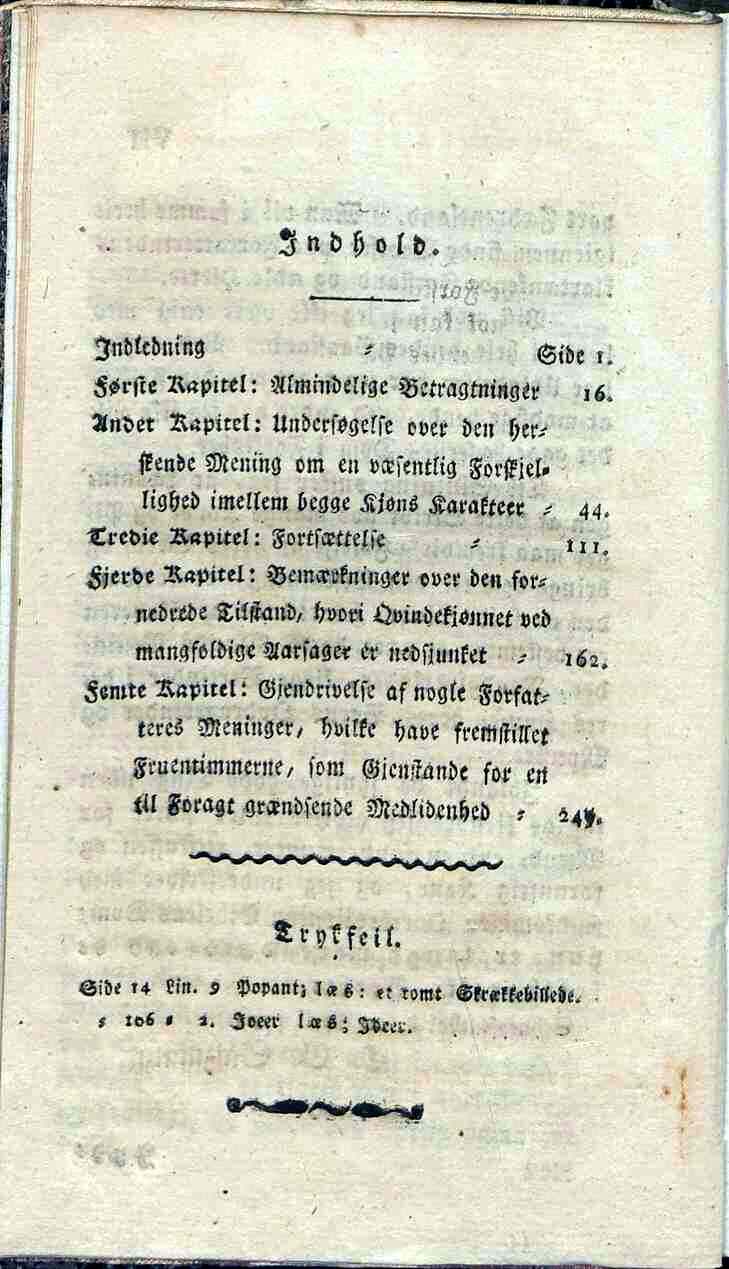 Indhold.
Indledning = Side 1.
Første Kapitel: Almindelige Betragtninger 16.
Andet Kapitel: Undersøgelse over den her=
skende Mening om en væsentlig Forskjel=
lighed imellem begge Kjøns Karakteer = 44.
Tredie Kapitel: Fortsættelse = 111.
Fjerde Kapitel: Bemærkninger over den for=
nedrede Tilstand, hvori Qvindekjønnet ved
mangfoldige Aarsager er nedsjunket = 162.
Femte Kapitel: Gjendrivelse af nogle Forfat=
teres Meninger, hvilke have fremstillet
Fruentimmerne, som Gjenstande for en
til Foragt grændsende Medlidenhed =
Trykfeil.
Side 14 Lin. 9 Popant; læs: et tomt Skrækkebillede.
= 106 = 2. Joeer læs: Ideer.